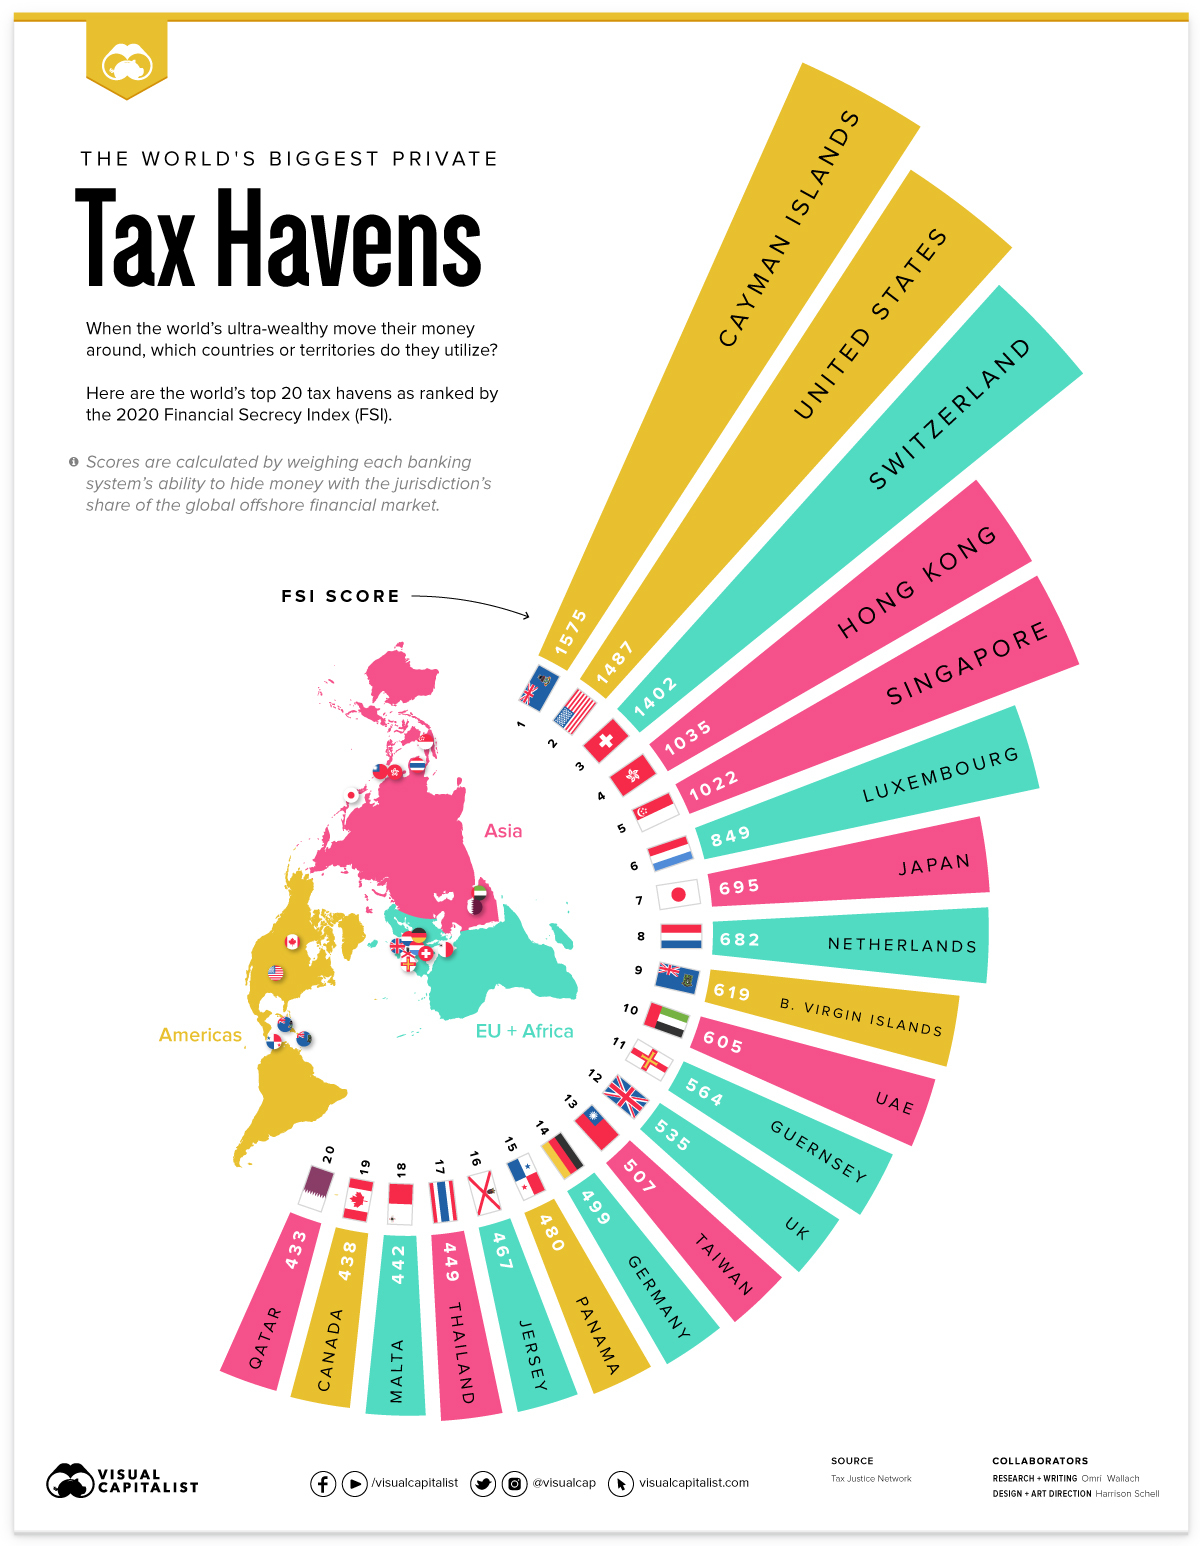 THE WORLD'S BIGGEST PRIVATE
Tax Havens
When the world's ultra-wealthy move their money
around, which countries or territories do they utilize?
Here are the world's top 20 tax havens as ranked by
the 2020 Financial Secrecy Index (FSI).
Scores are calculated by weighing each banking
system's ability to hide money with the jurisdiction's
share of the global offshore financial market.
FSI SCORE
1 1575 CAYMAN ISLANDS
2 1487 UNITED STATES
3 1402 SWITZERLAND
4 1035 HONG KONG
5 1022 SINGAPORE
6 849 LUXEMBOURG
7 695 JAPAN
8 682 NETHERLANDS
9 619 B. VIRGIN ISLANDS
10 605 UAE
11 564 GUERNSEY
12 535 UK
13 507 TAIWAN
14 499 GERMANY
15 480 PANAMA
16 467 JERSEY
17 449 THAILAND
18 442 MALTA
19 438 CANADA
20 433 QATAR
Asia
Americas
EU + Africa
VISUAL
CAPITALIST
/visualcapitalist
@visualcap
visualcapitalist.com
SOURCE
Tax Justice Network
COLLABORATORS
RESEARCH + WRITING Omri Wallach
DESIGN + ART DIRECTION Harrison Schell